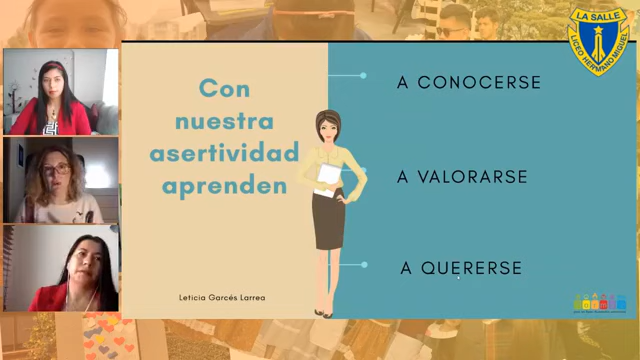 LA SALLE
LICEO HERMANO MIGUEL
Con
nuestra
asertividad
aprenden
A CONOCERSE
A VALORARSE
A QUERERSE
Leticia Garcés Larrea